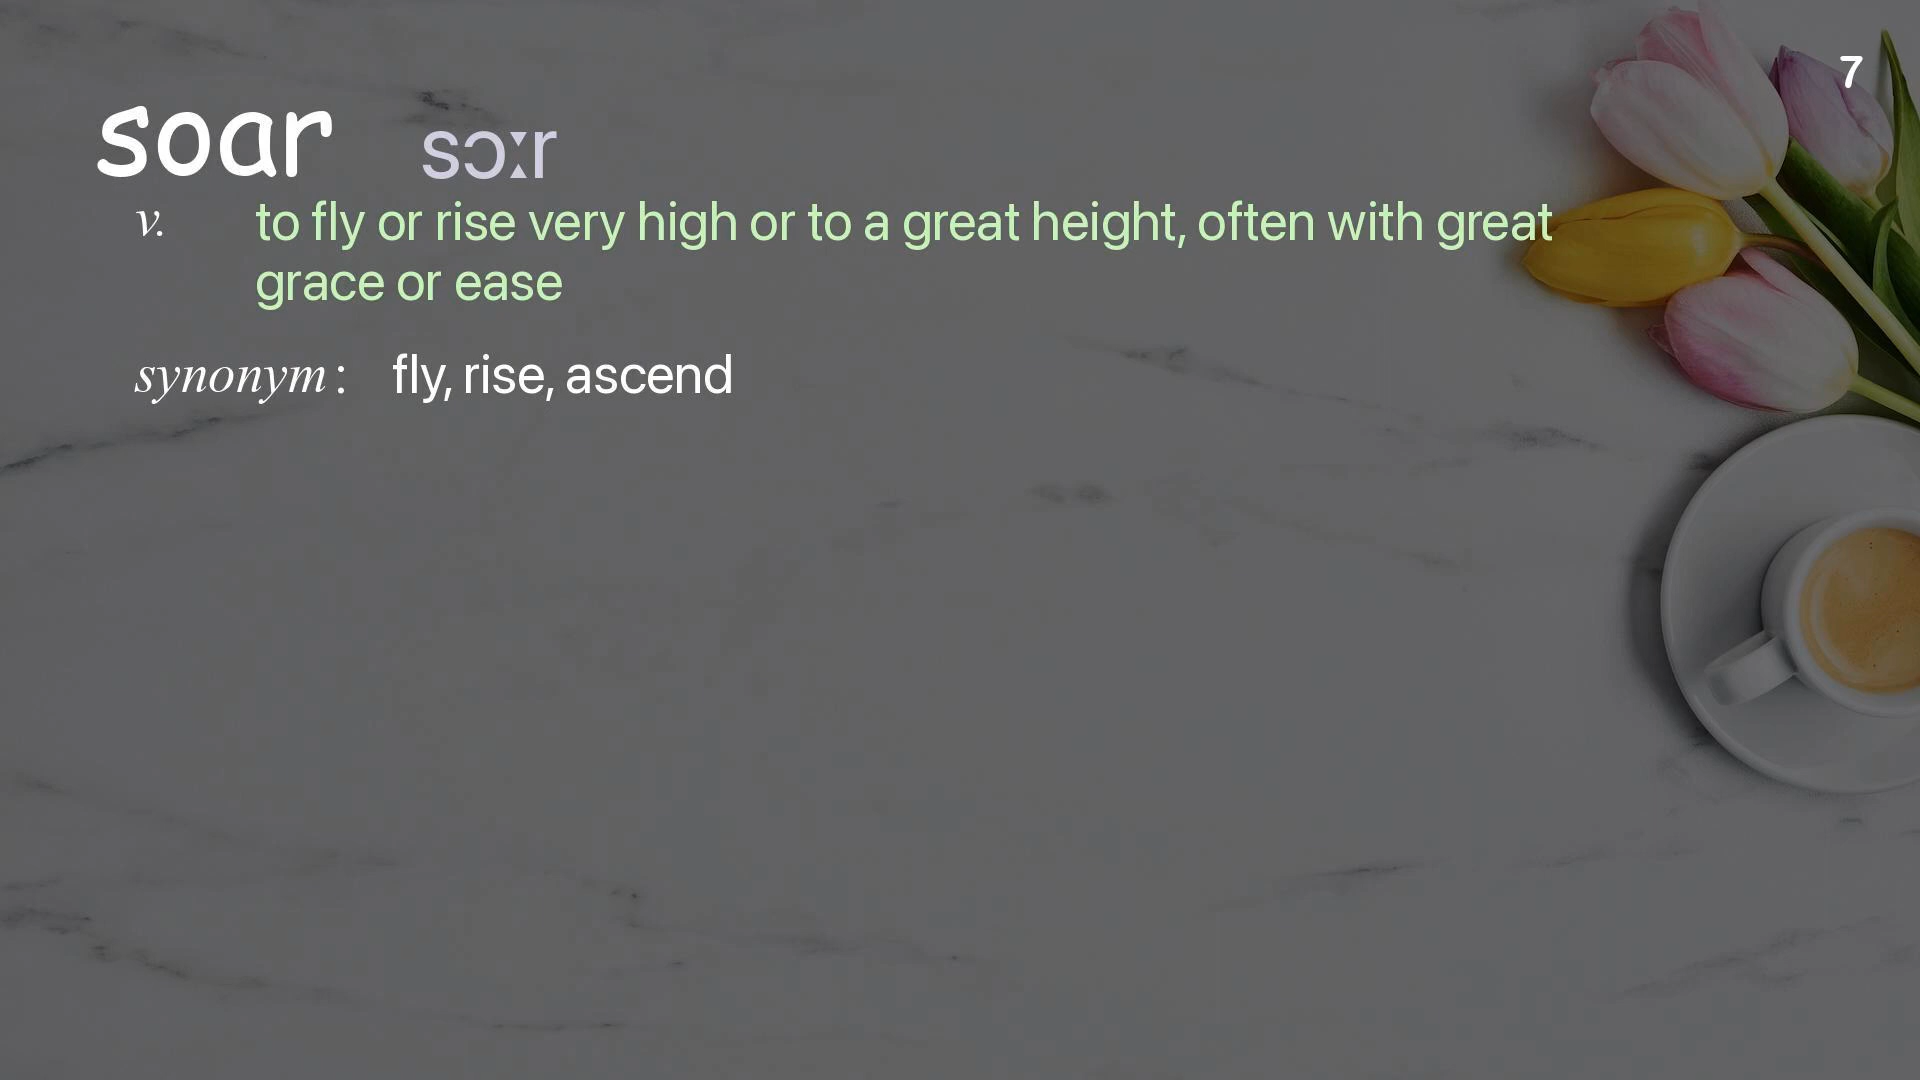 7
soar sɔːr
v. to fly or rise very high or to a great height, often with great
grace or ease
synonym: fly, rise, ascend